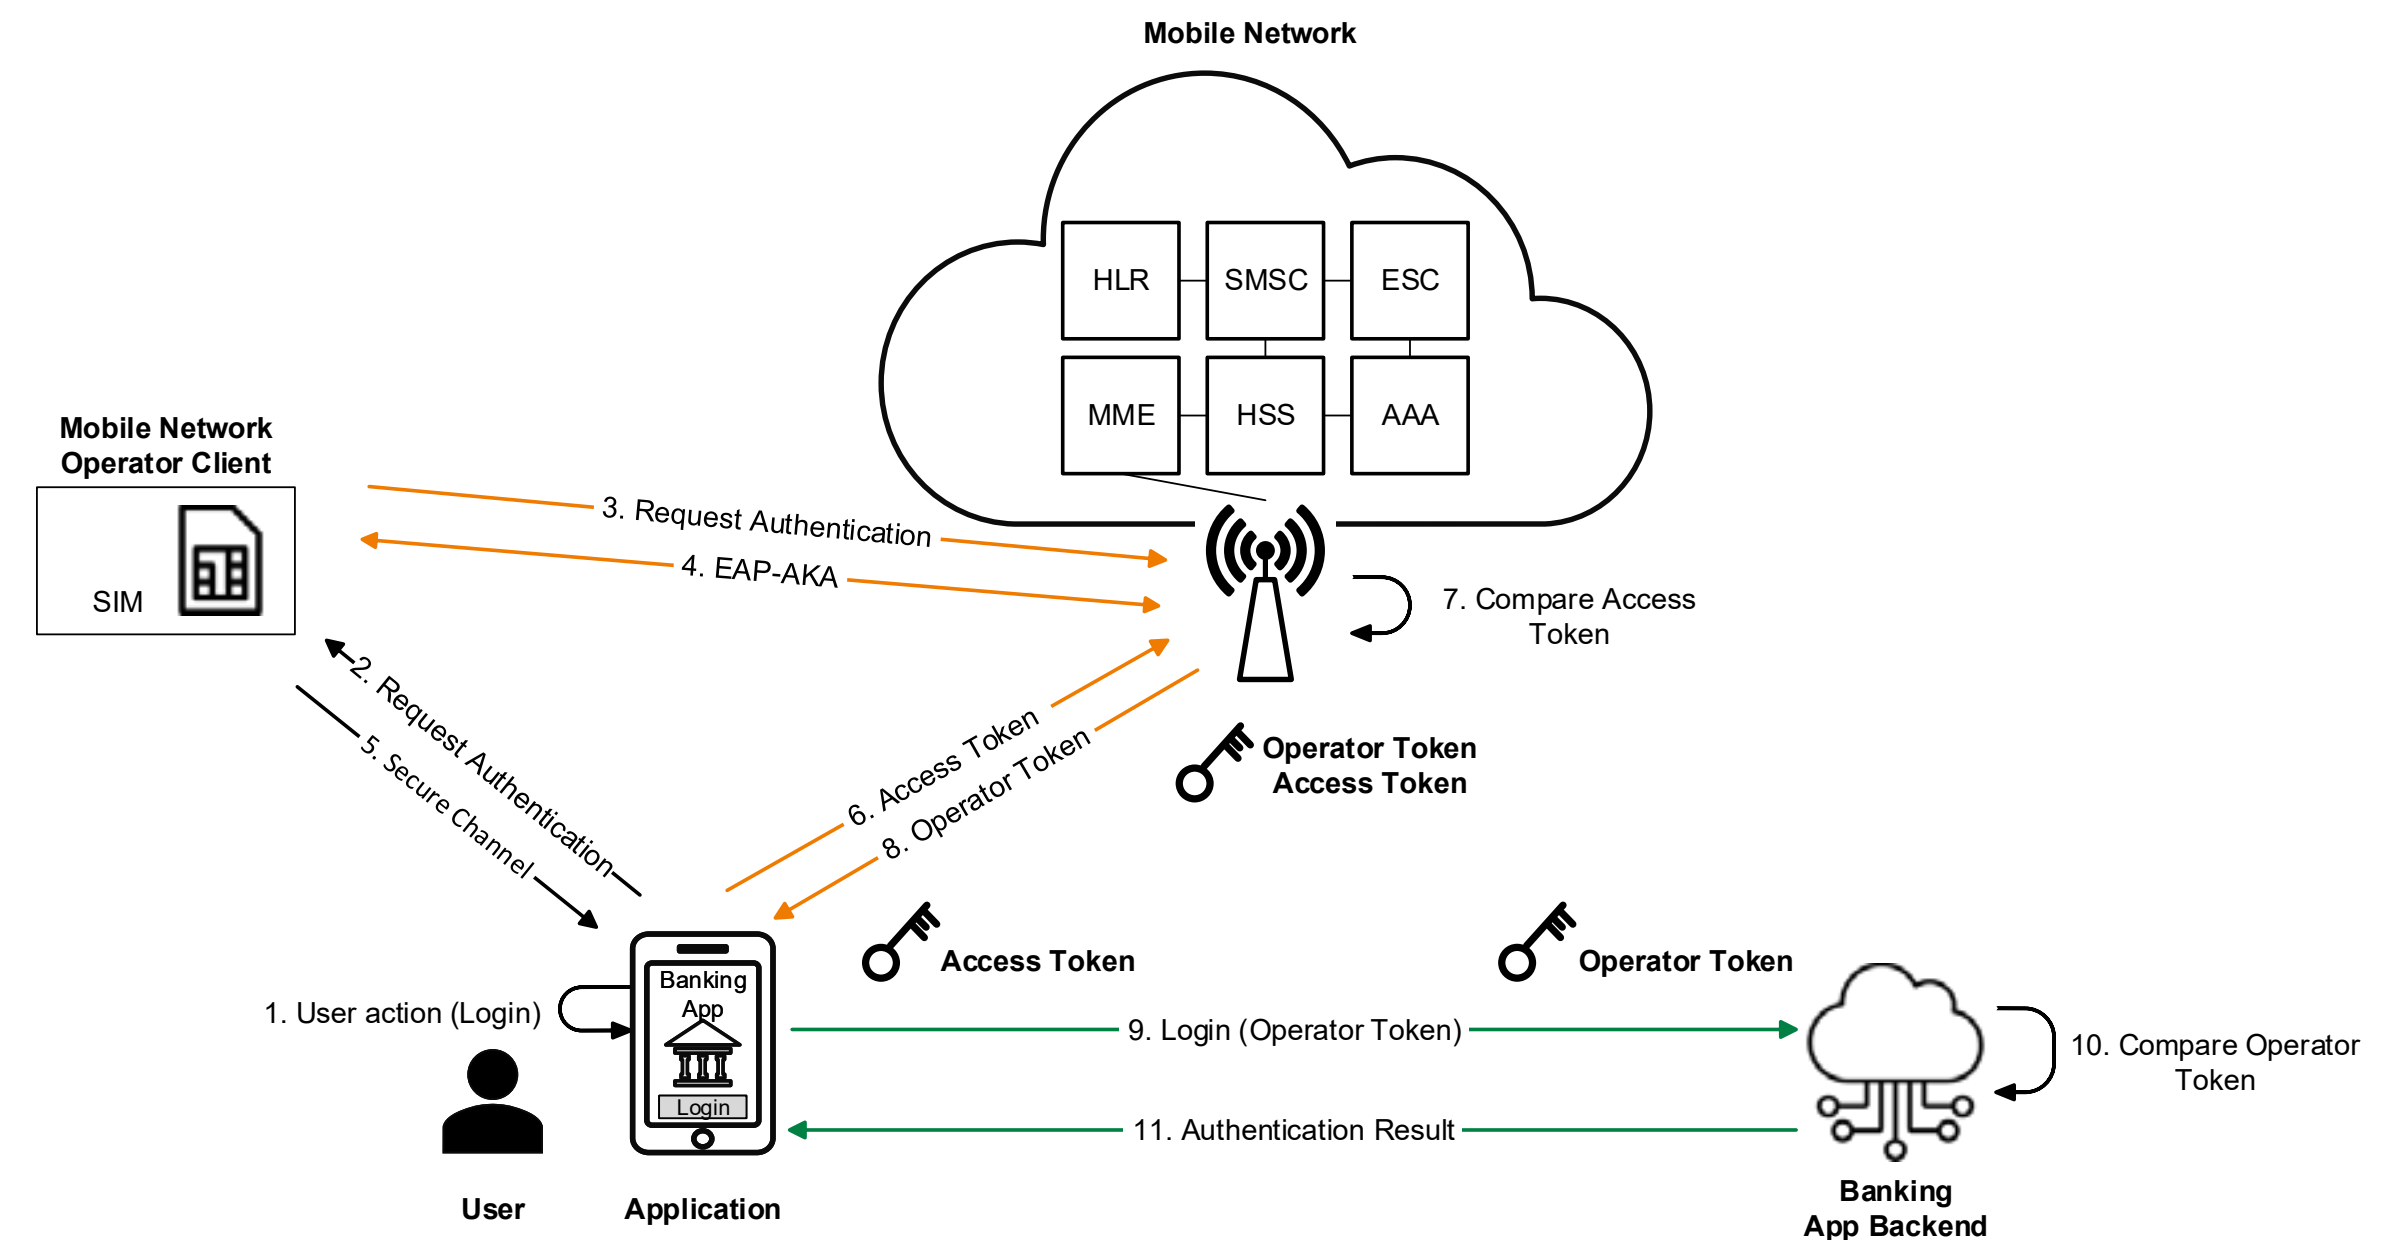 Mobile Network
HLR
SMSC
ESC
MME
HSS
AAA
Mobile Network
Operator Client
SIM
3. Request Authentication
4. EAP-AKA
7. Compare Access
Token
2. Request Authentication
5. Secure Channel
6. Access Token
8. Operator Token
Operator Token
Access Token
Access Token
Operator Token
Banking
App
Login
1. User action (Login)
9. Login (Operator Token)
10. Compare Operator
Token
11. Authentication Result
User
Application
Banking
App Backend